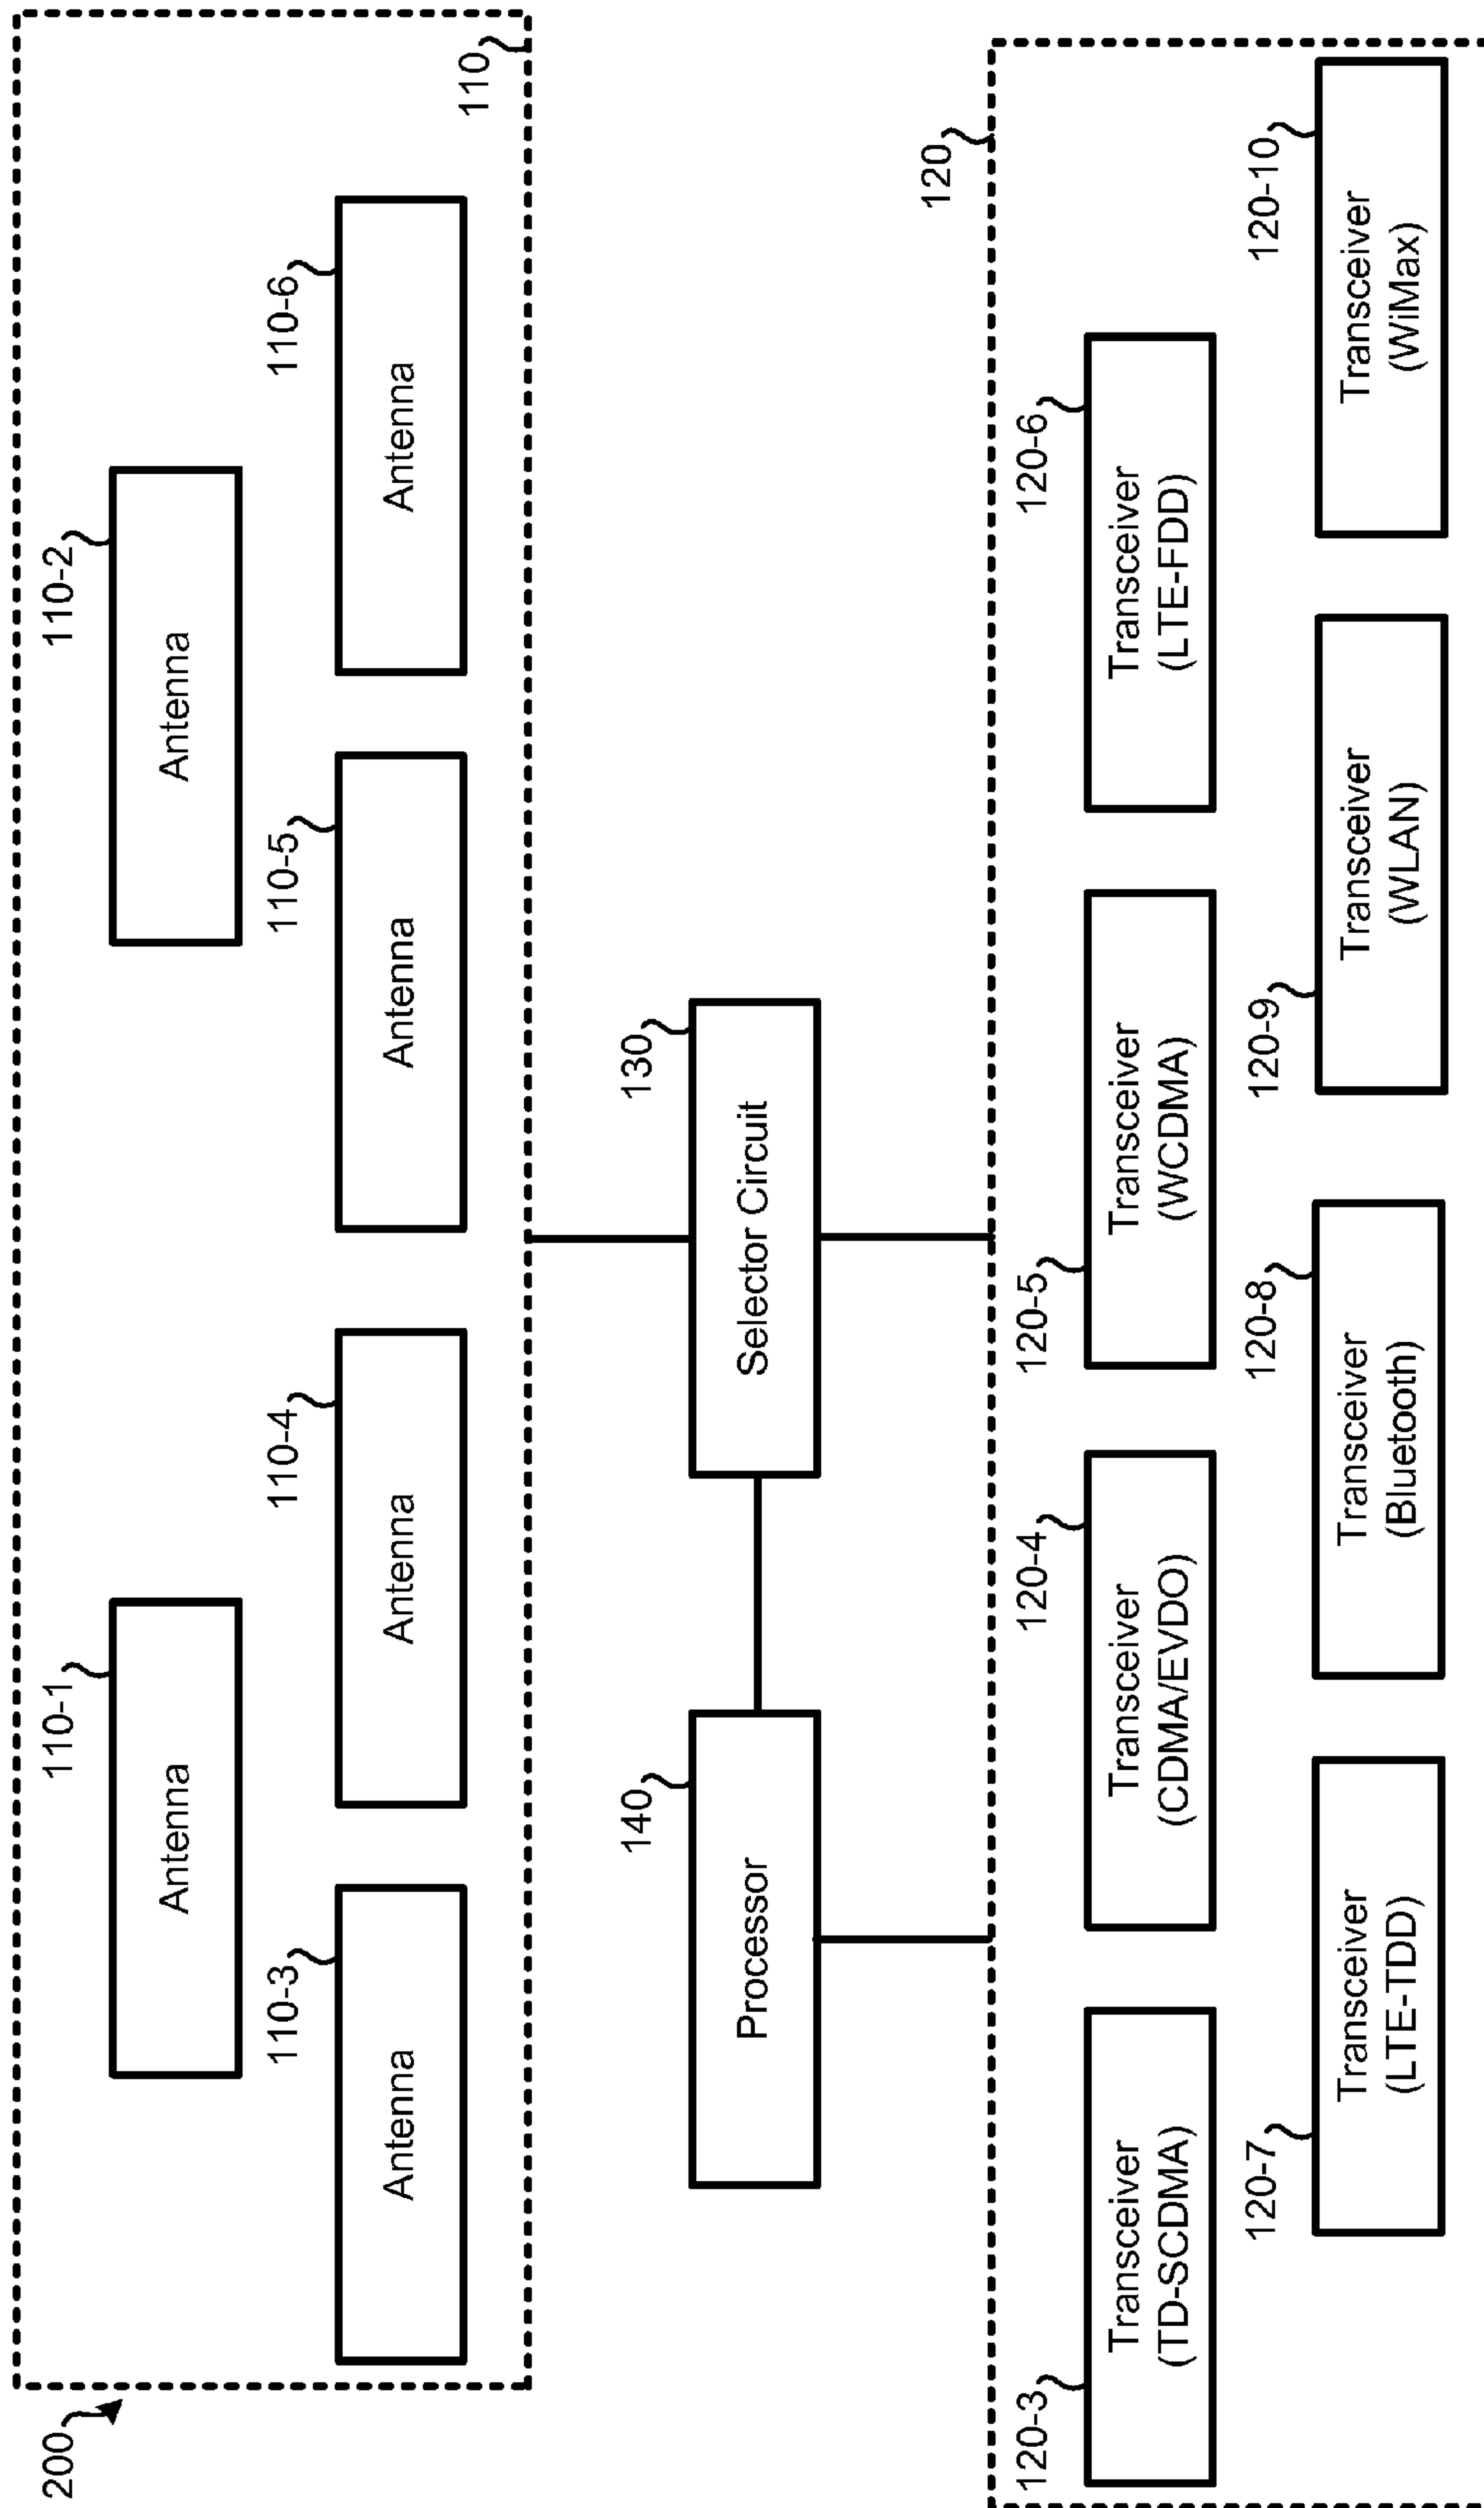 200
110
110-1
Antenna
110-2
Antenna
110-3
Antenna
110-4
Antenna
110-5
Antenna
110-6
Antenna
140
Processor
130
Selector Circuit
120
120-3
Transceiver
(TD-SCDMA)
120-4
Transceiver
(CDMA/EVDO)
120-5
Transceiver
(WCDMA)
120-6
Transceiver
(LTE-FDD)
120-7
Transceiver
(LTE-TDD)
120-8
Transceiver
(Bluetooth)
120-9
Transceiver
(WLAN)
120-10
Transceiver
(WiMax)